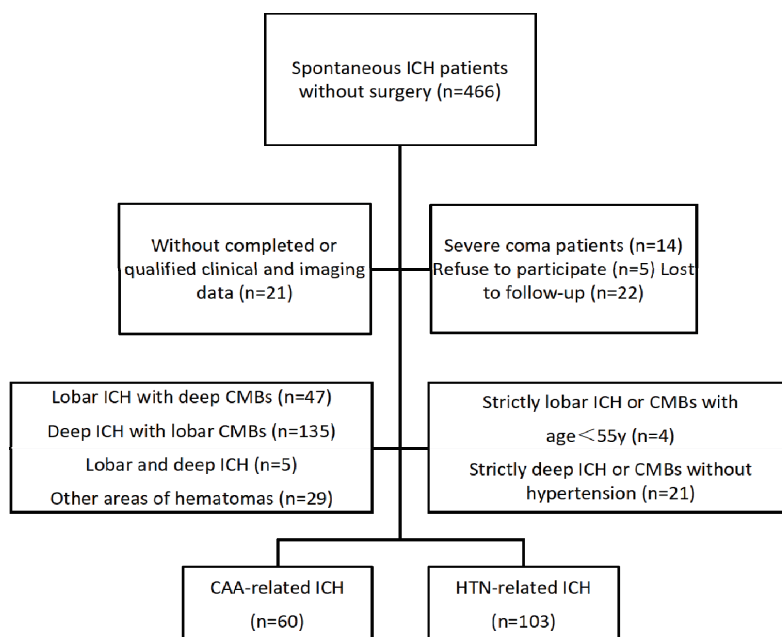 Spontaneous ICH patients
without surgery (n=466)
Without completed or
qualified clinical and imaging
data (n=21)
Severe coma patients (n=14)
Refuse to participate (n=5) Lost
to follow-up (n=22)
Lobar ICH with deep CMBs (n=47)
Deep ICH with lobar CMBs (n=135)
Lobar and deep ICH (n=5)
Other areas of hematomas (n=29)
Strictly lobar ICH or CMBs with
age＜55y (n=4)
Strictly deep ICH or CMBs without
hypertension (n=21)
CAA-related ICH
(n=60)
HTN-related ICH
(n=103)